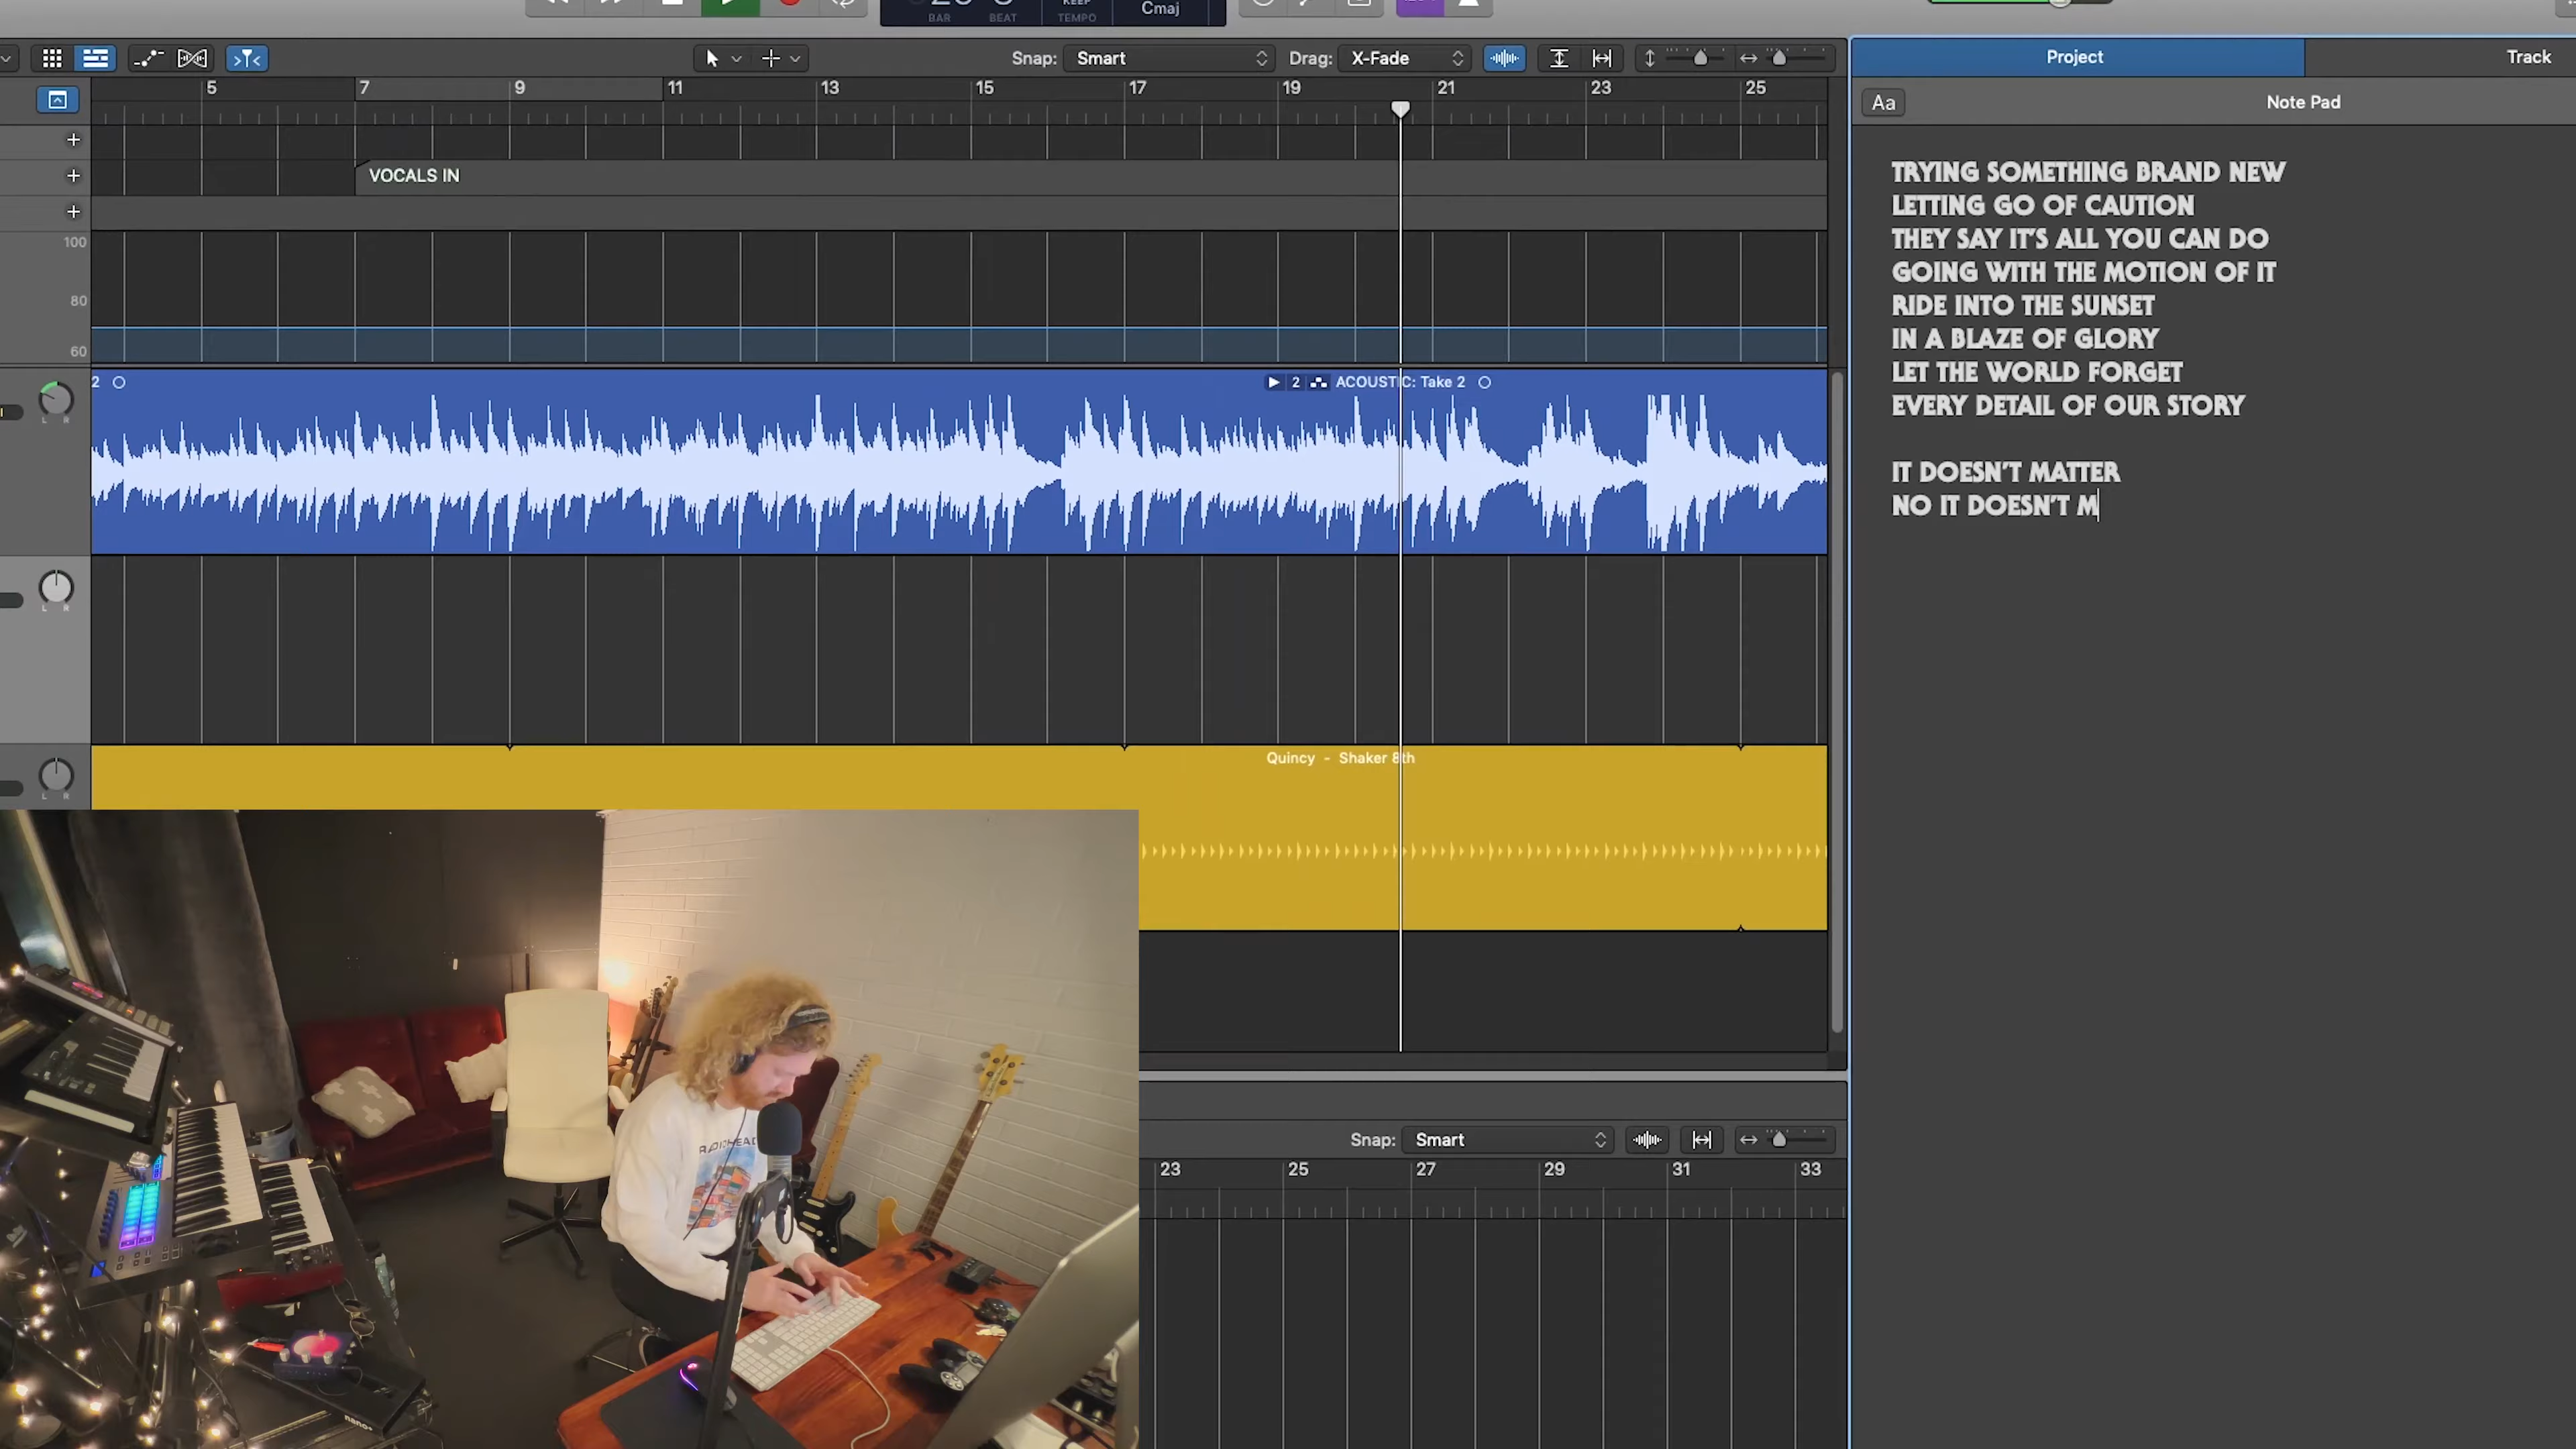 BAR
BEAT
TEMPO
Cmaj
Snap: Smart
Drag: X-Fade
Project
Track
5 7 9 11 13 15 17 19 21 23 25
Aa
Note Pad
VOCALS IN
100
80
60
2
2 ACOUSTIC: Take 2
L R
L R
Quincy - Shaker 8th
L R
TRYING SOMETHING BRAND NEW
LETTING GO OF CAUTION
THEY SAY IT'S ALL YOU CAN DO
GOING WITH THE MOTION OF IT
RIDE INTO THE SUNSET
IN A BLAZE OF GLORY
LET THE WORLD FORGET
EVERY DETAIL OF OUR STORY
IT DOESN'T MATTER
NO IT DOESN'T M
Snap: Smart
23 25 27 29 31 33
RADIOHEAD